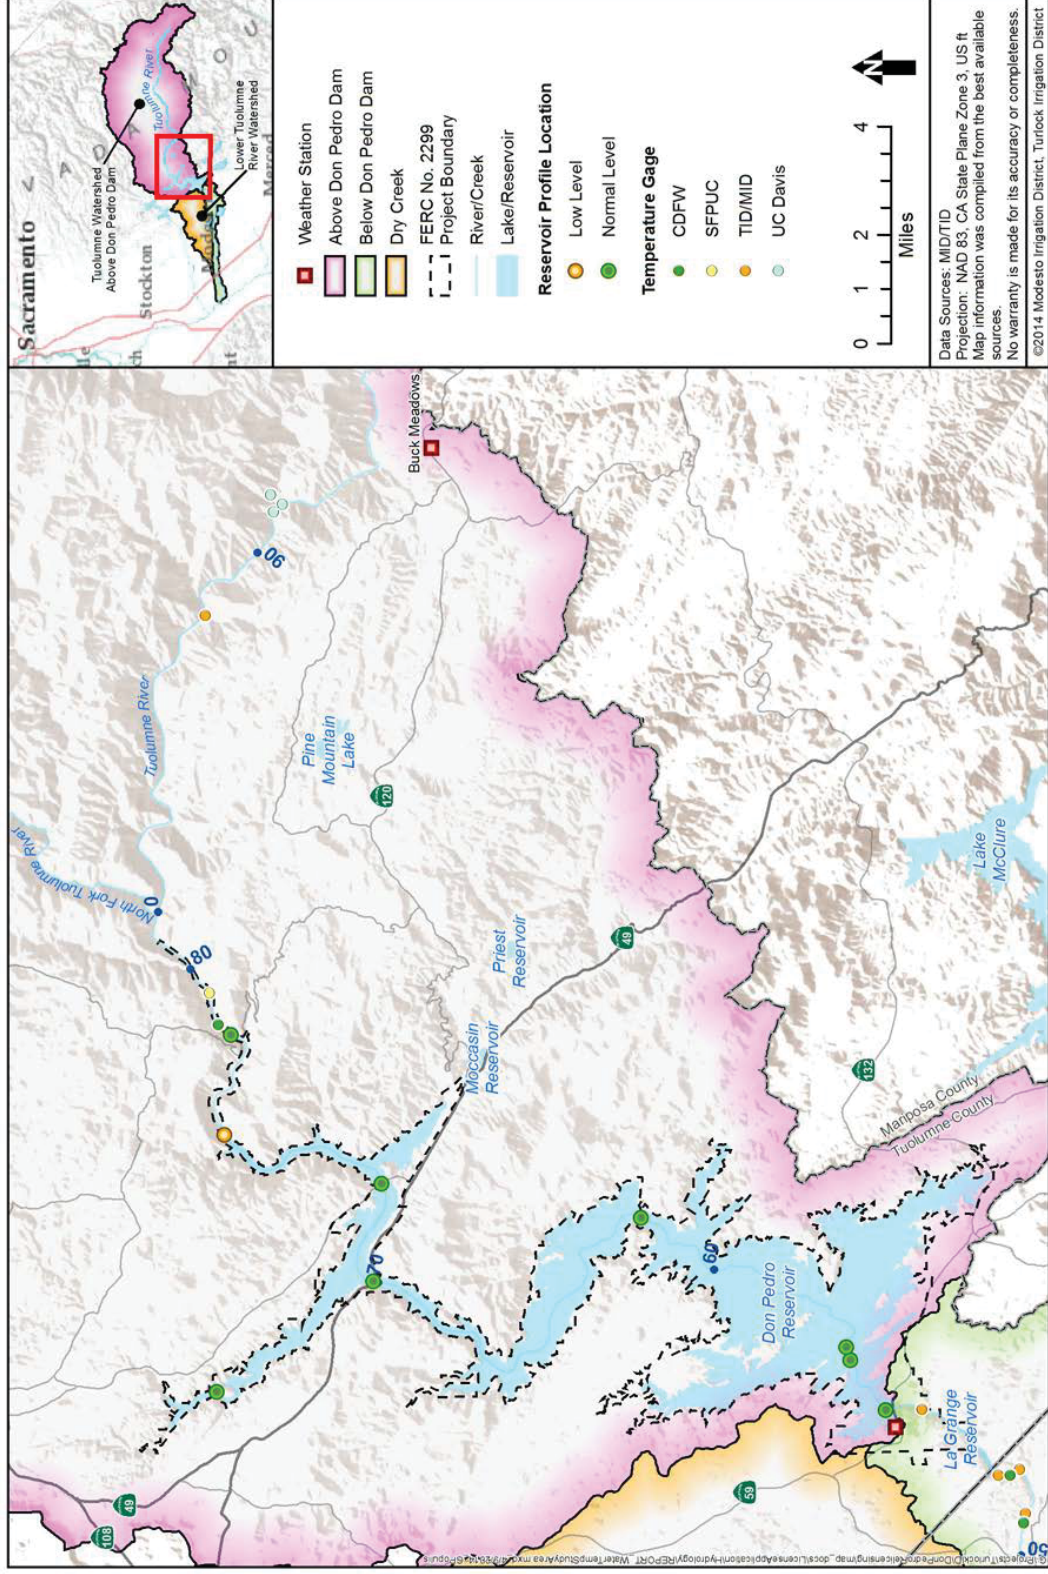 Sacramento
Stockton
Merced
Tuolumne Watershed
Above Don Pedro Dam
Tuolumne River
Lower Tuolumne
River Watershed
Weather Station
Above Don Pedro Dam
Below Don Pedro Dam
Dry Creek
FERC No. 2299
Project Boundary
River/Creek
Lake/Reservoir
Reservoir Profile Location
Low Level
Normal Level
Temperature Gage
CDFW
SFPUC
TID/MID
UC Davis
0 1 2 4
Miles
N
Data Sources: MID/TID
Projection: NAD 83, CA State Plane Zone 3, US ft
Map information was compiled from the best available
sources.
No warranty is made for its accuracy or completeness.
©2014 Modesto Irrigation District, Turlock Irrigation District
108
49
North Fork Tuolumne River
0
80
Tuolumne River
90
Buck Meadows
Pine
Mountain
Lake
120
70
Moccasin
Reservoir
Priest
Reservoir
49
60
Don Pedro
Reservoir
59
132
Mariposa County
Tuolumne County
Lake
McClure
La Grange
Reservoir
50